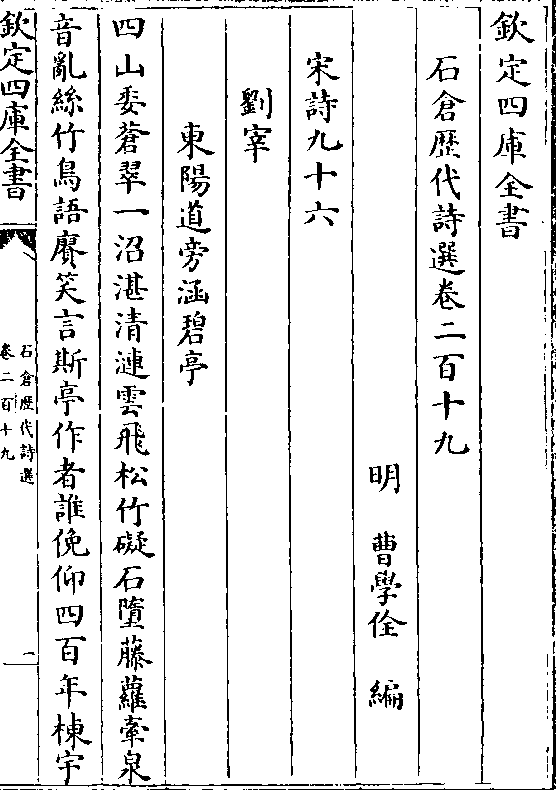 欽定四庫全書
石倉歴代詩選卷二百十九
明　曹學佺　編
宋詩九十六
劉宰
東陽道旁涵碧亭
四山委蒼翠一沼湛清漣雲飛松竹礙石墮藤蘿牽泉
音亂絲竹鳥語賡笑言斯亭作者誰俛仰四百年棟宇
欽定四庫全書
石倉歴代詩選
卷二百十九
一